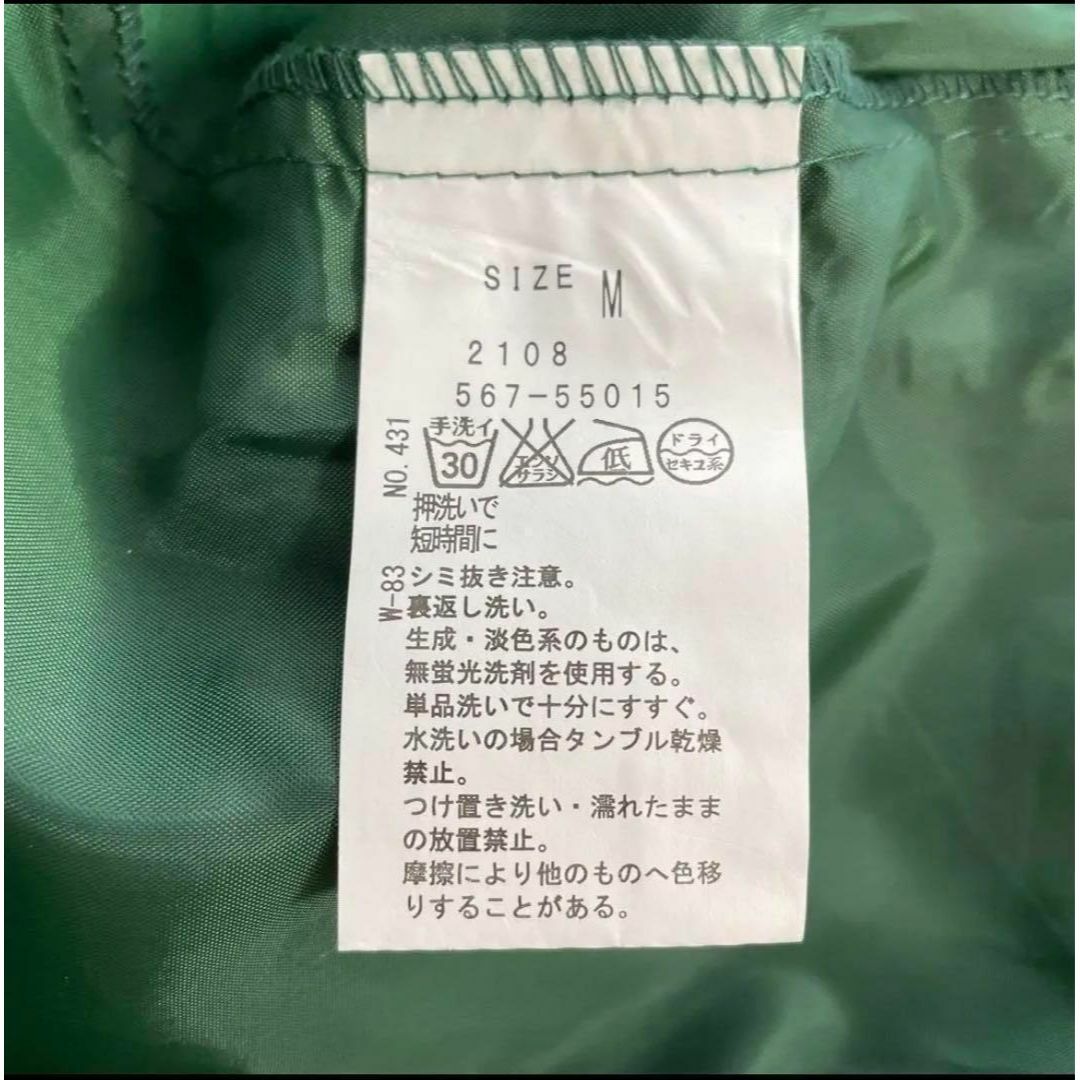 SIZE M
2108
567-55015
NO. 431
手洗イ
30
エンソ
サラシ
低
ドライ
セキユ系
押洗いで
短時間に
W-83
シミ抜き注意。
裏返し洗い。
生成・淡色系のものは、
無蛍光洗剤を使用する。
単品洗いで十分にすすぐ。
水洗いの場合タンブル乾燥
禁止。
つけ置き洗い・濡れたまま
の放置禁止。
摩擦により他のものへ色移
りすることがある。